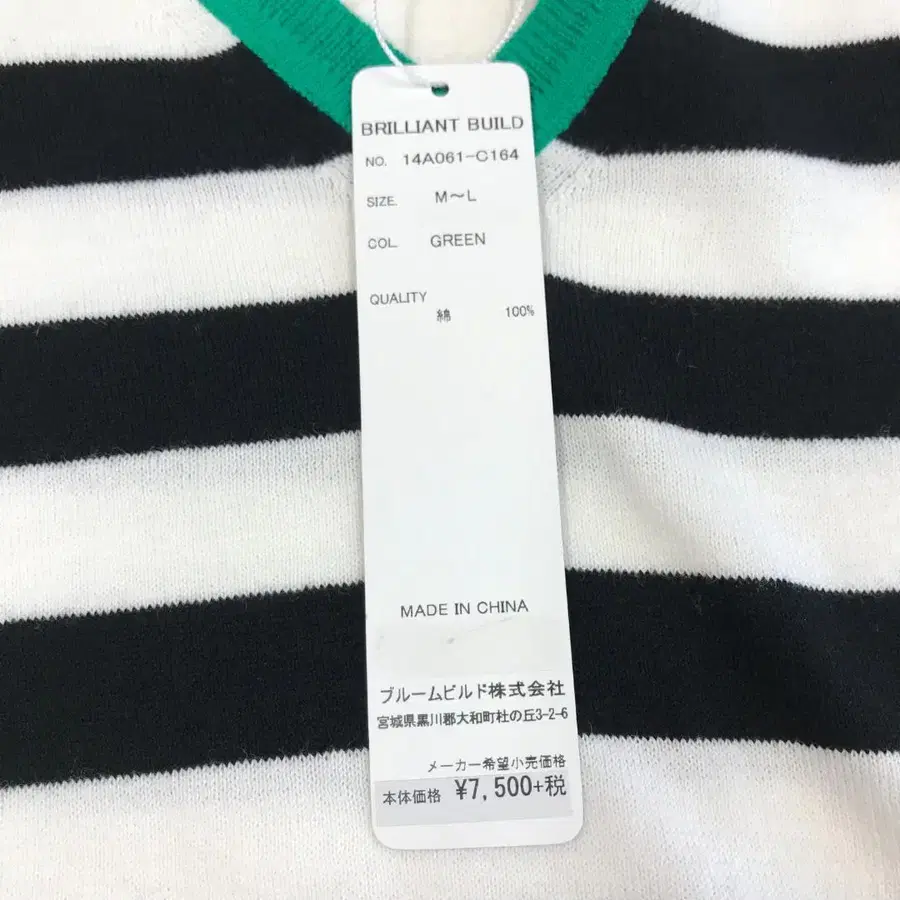 BRILLIANT BUILD
NO. 14A061-C164
SIZE. M〜L
COL. GREEN
QUALITY
綿 100%
MADE IN CHINA
ブルームビルド株式会社
宮城県黒川郡大和町杜の丘3-2-6
メーカー希望小売価格
本体価格 ¥7,500+税